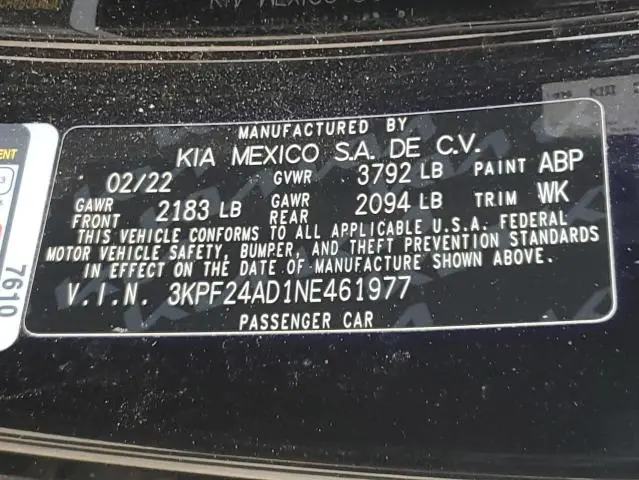 MANUFACTURED BY
KIA MEXICO S.A. DE C.V.
02/22 GVWR 3792 LB PAINT ABP
GAWR FRONT 2183 LB GAWR REAR 2094 LB TRIM WK
THIS VEHICLE CONFORMS TO ALL APPLICABLE U.S.A. FEDERAL
MOTOR VEHICLE SAFETY, BUMPER, AND THEFT PREVENTION STANDARDS
IN EFFECT ON THE DATE OF MANUFACTURE SHOWN ABOVE.
V.I.N. 3KPF24AD1NE461977
PASSENGER CAR
7610